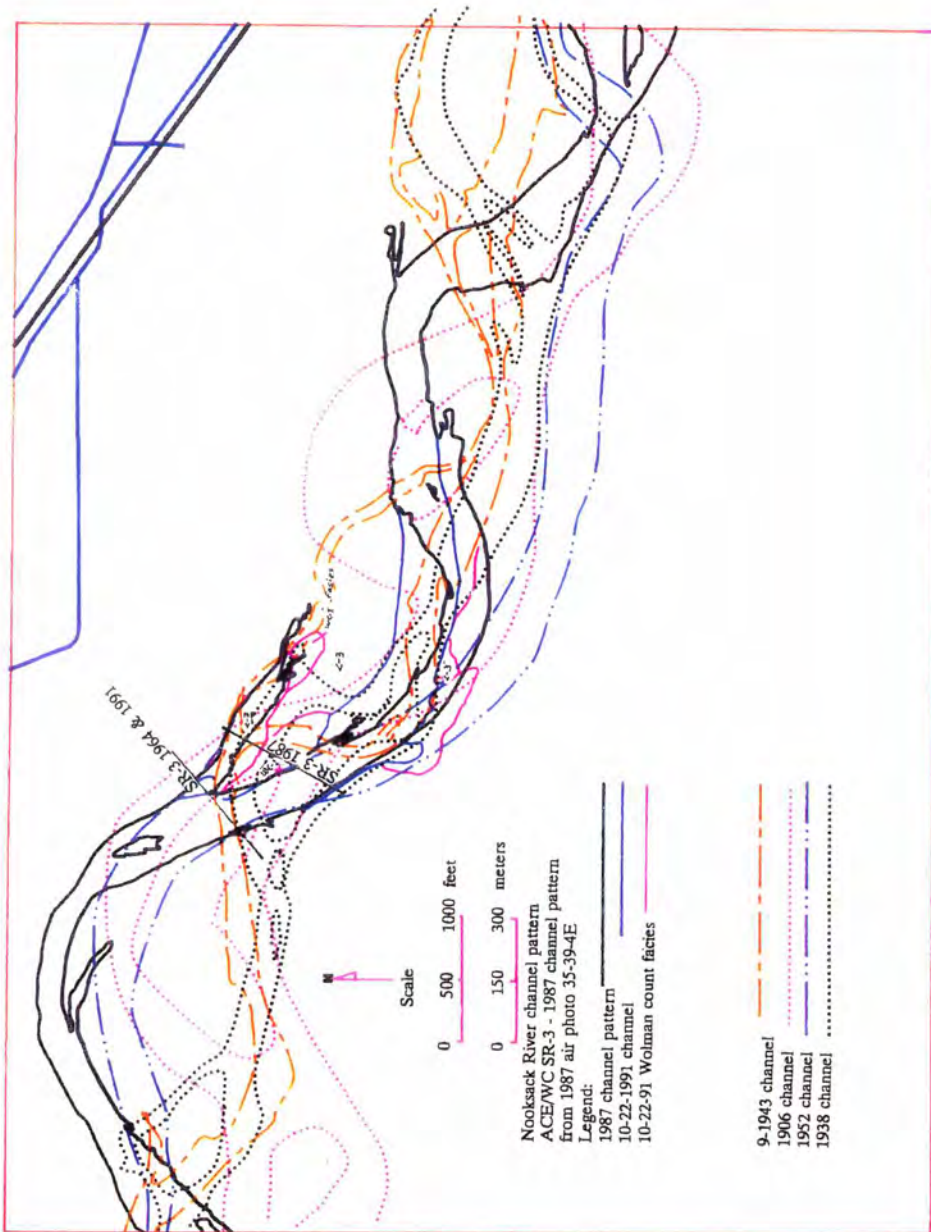 SR-3 1964 & 1991
SR-3 1987
WC1 facies
<-3
N
Scale
0 500 1000 feet
0 150 300 meters
Nooksack River channel pattern
ACE/WC SR-3 - 1987 channel pattern
from 1987 air photo 35-39-4E
Legend:
1987 channel pattern
10-22-1991 channel
10-22-91 Wolman count facies
9-1943 channel
1906 channel
1952 channel
1938 channel